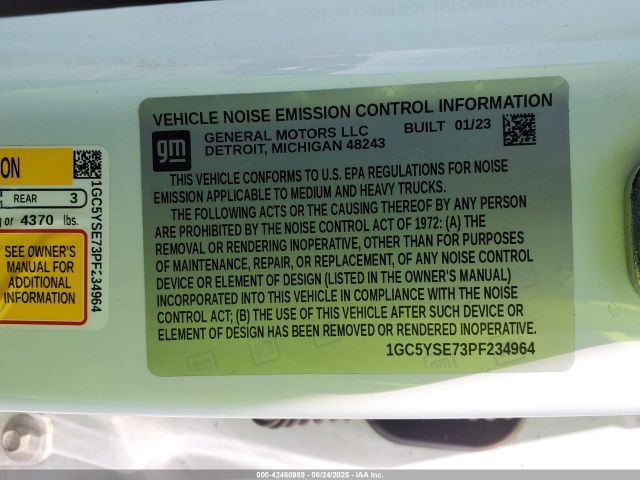 VEHICLE NOISE EMISSION CONTROL INFORMATION
gm
GENERAL MOTORS LLC BUILT 01/23
DETROIT, MICHIGAN 48243
THIS VEHICLE CONFORMS TO U.S. EPA REGULATIONS FOR NOISE
EMISSION APPLICABLE TO MEDIUM AND HEAVY TRUCKS.
THE FOLLOWING ACTS OR THE CAUSING THEREOF BY ANY PERSON
ARE PROHIBITED BY THE NOISE CONTROL ACT OF 1972: (A) THE
REMOVAL OR RENDERING INOPERATIVE, OTHER THAN FOR PURPOSES
OF MAINTENANCE, REPAIR, OR REPLACEMENT, OF ANY NOISE CONTROL
DEVICE OR ELEMENT OF DESIGN (LISTED IN THE OWNER'S MANUAL)
INCORPORATED INTO THIS VEHICLE IN COMPLIANCE WITH THE NOISE
CONTROL ACT; (B) THE USE OF THIS VEHICLE AFTER SUCH DEVICE OR
ELEMENT OF DESIGN HAS BEEN REMOVED OR RENDERED INOPERATIVE.
1GC5YSE73PF234964
ON
REAR 3
or 4370 lbs.
SEE OWNER'S
MANUAL FOR
ADDITIONAL
INFORMATION
1GC5YSE73PF234964
000-42460989 - 06/24/2025 - IAA Inc.